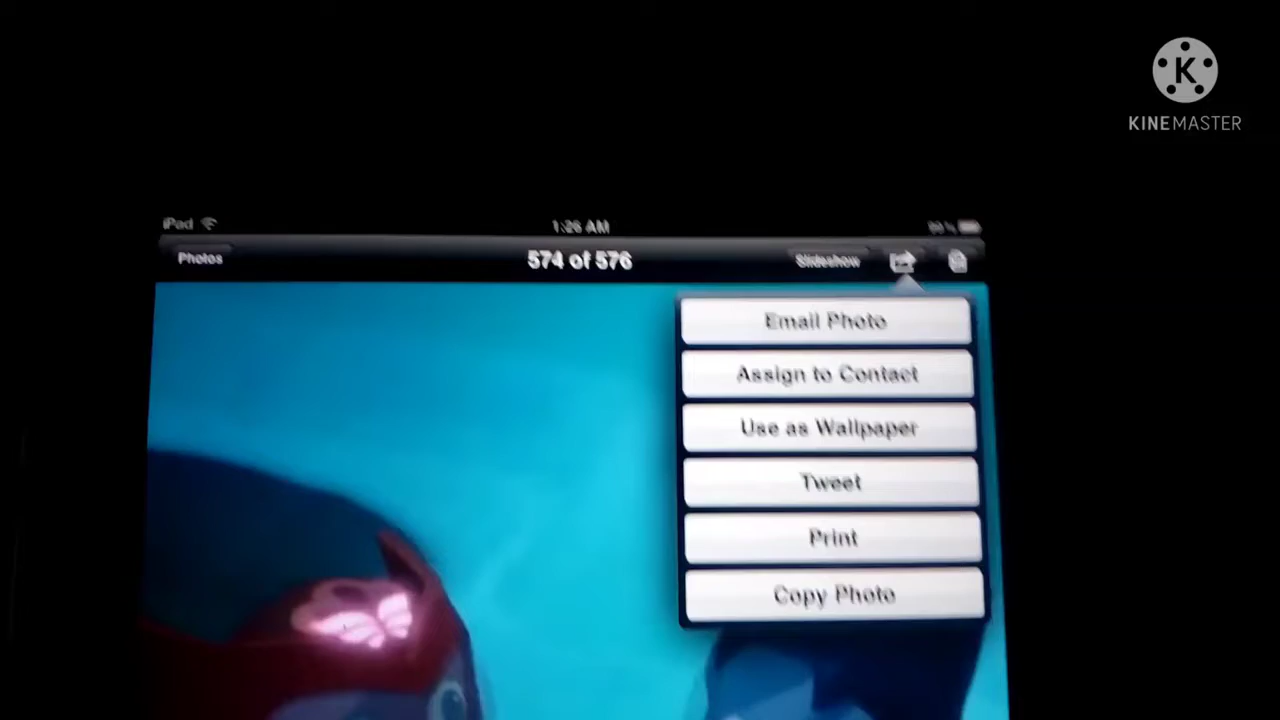 K
KINEMASTER
iPad
1:26 AM
Photos
574 of 576
Slideshow
Email Photo
Assign to Contact
Use as Wallpaper
Tweet
Print
Copy Photo